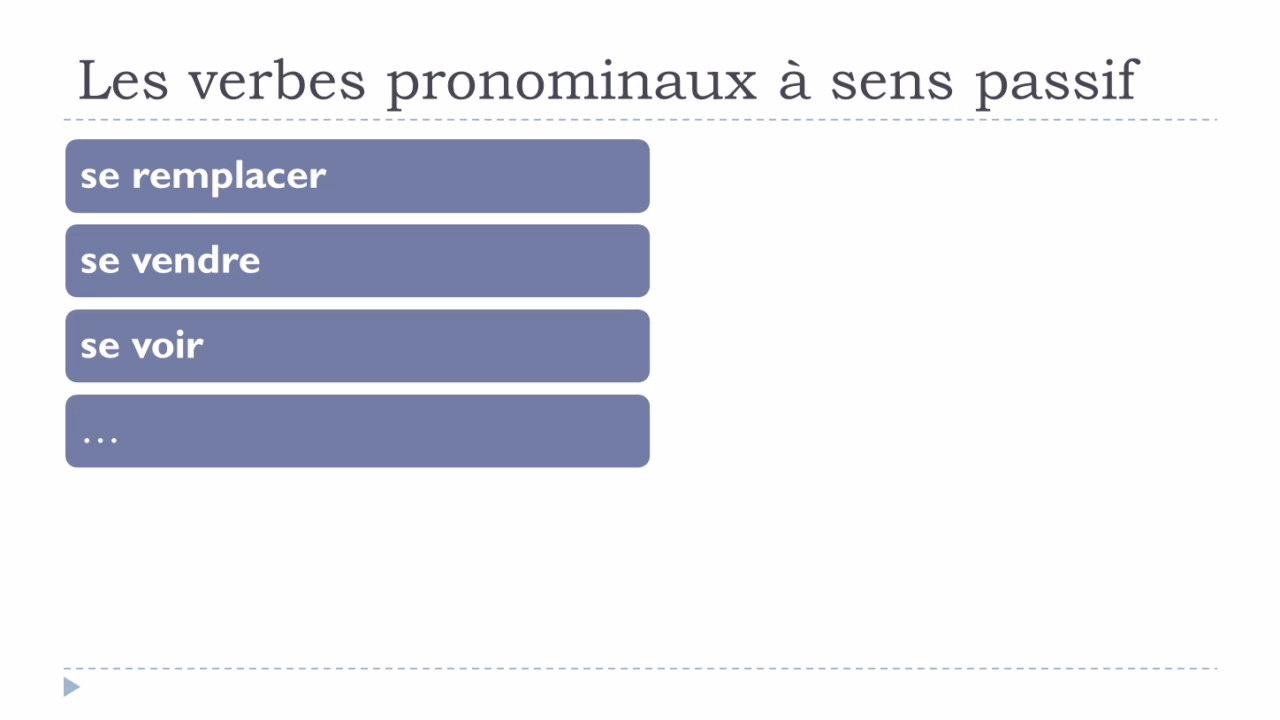 Les verbes pronominaux à sens passif
se remplacer
se vendre
se voir
…